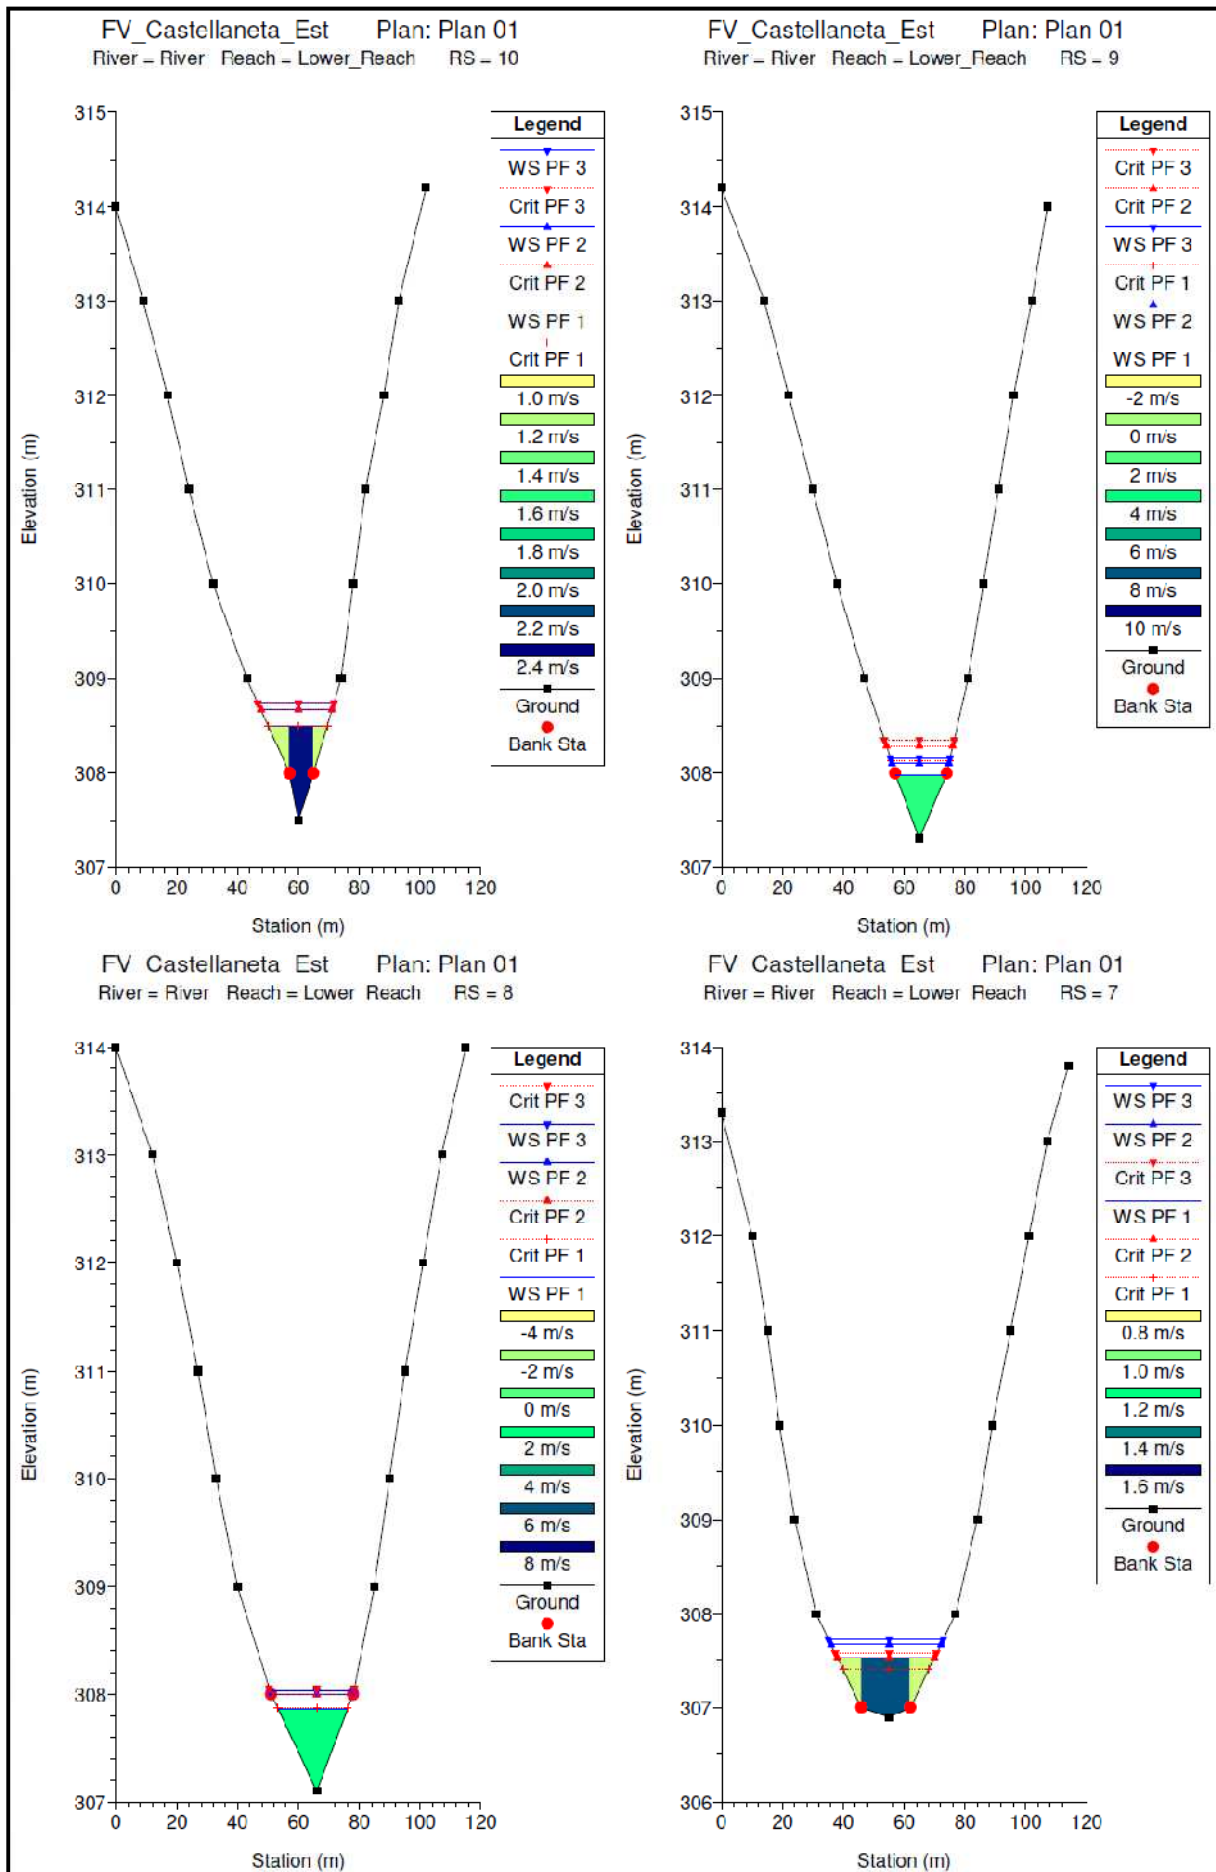 FV_Castellaneta_Est Plan: Plan 01
River = River Reach = Lower_Reach RS = 10
Elevation (m)
315
314
313
312
311
310
309
308
307
0 20 40 60 80 100 120
Station (m)
Legend
WS PF 3
Crit PF 3
WS PF 2
Crit PF 2
WS PF 1
Crit PF 1
1.0 m/s
1.2 m/s
1.4 m/s
1.6 m/s
1.8 m/s
2.0 m/s
2.2 m/s
2.4 m/s
Ground
Bank Sta
FV_Castellaneta_Est Plan: Plan 01
River = River Reach = Lower_Reach RS = 9
Elevation (m)
315
314
313
312
311
310
309
308
307
0 20 40 60 80 100 120
Station (m)
Legend
Crit PF 3
Crit PF 2
WS PF 3
Crit PF 1
WS PF 2
WS PF 1
-2 m/s
0 m/s
2 m/s
4 m/s
6 m/s
8 m/s
10 m/s
Ground
Bank Sta
FV Castellaneta Est Plan: Plan 01
River = River Reach = Lower Reach RS = 8
Elevation (m)
314
313
312
311
310
309
308
307
0 20 40 60 80 100 120
Station (m)
Legend
Crit PF 3
WS PF 3
WS PF 2
Crit PF 2
Crit PF 1
WS PF 1
-4 m/s
-2 m/s
0 m/s
2 m/s
4 m/s
6 m/s
8 m/s
Ground
Bank Sta
FV Castellaneta Est Plan: Plan 01
River = River Reach = Lower Reach RS = 7
Elevation (m)
314
313
312
311
310
309
308
307
306
0 20 40 60 80 100 120
Station (m)
Legend
WS PF 3
WS PF 2
Crit PF 3
WS PF 1
Crit PF 2
Crit PF 1
0.8 m/s
1.0 m/s
1.2 m/s
1.4 m/s
1.6 m/s
Ground
Bank Sta